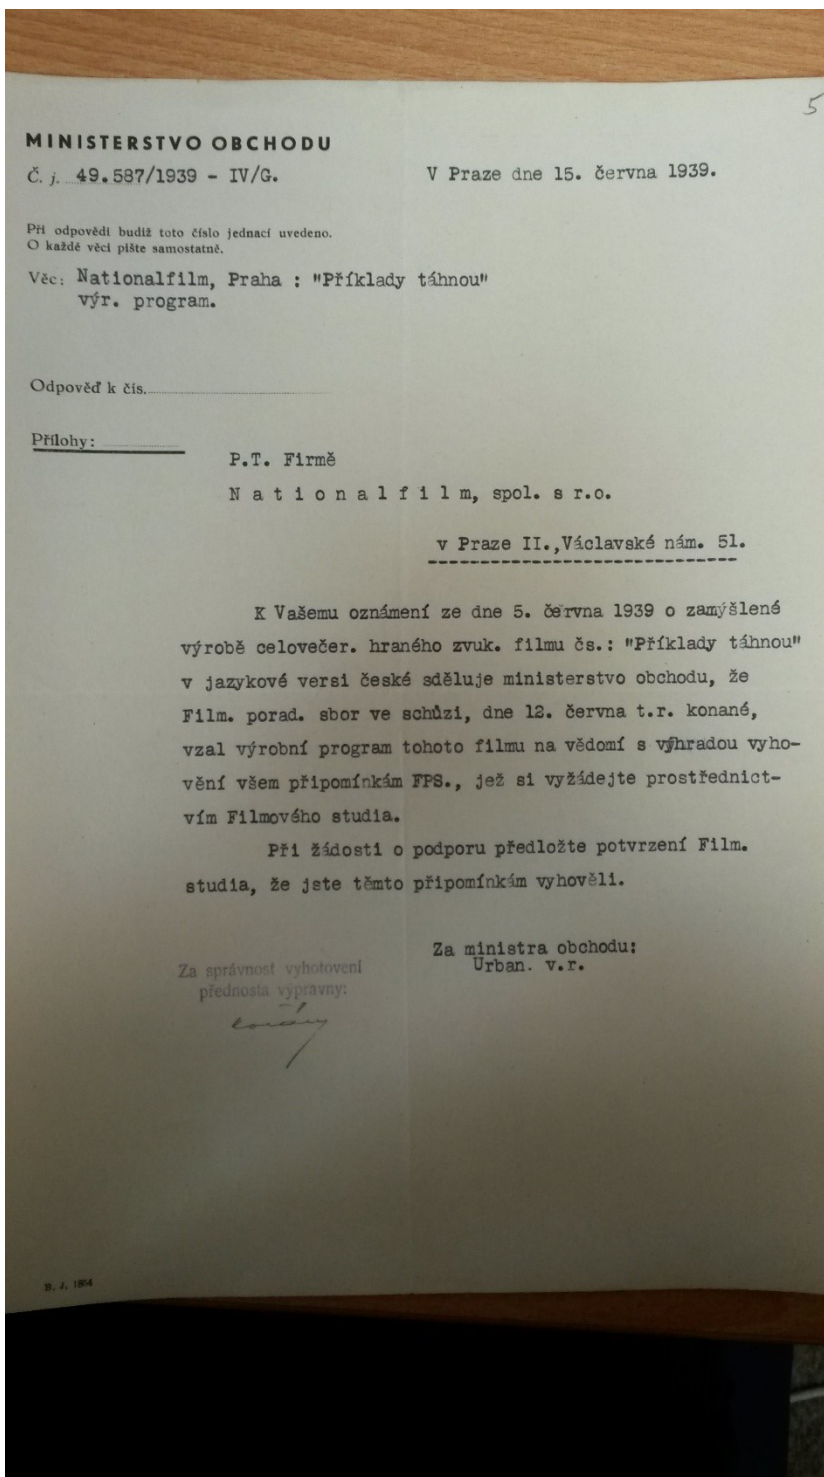 5
MINISTERSTVO OBCHODU
Č. j. 49.587/1939 - IV/G.
V Praze dne 15. června 1939.
Při odpovědi budiž toto číslo jednací uvedeno.
O každé věci pište samostatně.
Věc: Nationalfilm, Praha : "Příklady táhnou"
výr. program.
Odpověď k čís.
Přílohy:
P.T. Firmě
N a t i o n a l f i l m, spol. s r.o.
v Praze II.,Václavské nám. 51.
K Vašemu oznámení ze dne 5. června 1939 o zamýšlené
výrobě celovečer. hraného zvuk. filmu čs.: "Příklady táhnou"
v jazykové versi české sděluje ministerstvo obchodu, že
Film. porad. sbor ve schůzi, dne 12. června t.r. konané,
vzal výrobní program tohoto filmu na vědomí s výhradou vyho-
vění všem připomínkám FPS., jež si vyžádejte prostřednict-
vím Filmového studia.
Při žádosti o podporu předložte potvrzení Film.
studia, že jste těmto připomínkám vyhověli.
Za ministra obchodu:
Urban. v.r.
Za správnost vyhotovení
přednosta výpravny:
B. J. 1864